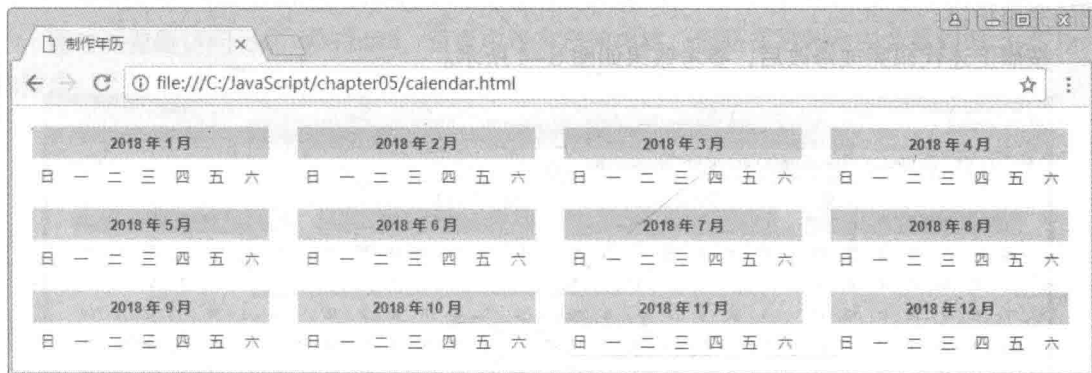 制作年历
file:///C:/JavaScript/chapter05/calendar.html
2018 年 1 月 2018 年 2 月 2018 年 3 月 2018 年 4 月
日 一 二 三 四 五 六 日 一 二 三 四 五 六 日 一 二 三 四 五 六 日 一 二 三 四 五 六
2018 年 5 月 2018 年 6 月 2018 年 7 月 2018 年 8 月
日 一 二 三 四 五 六 日 一 二 三 四 五 六 日 一 二 三 四 五 六 日 一 二 三 四 五 六
2018 年 9 月 2018 年 10 月 2018 年 11 月 2018 年 12 月
日 一 二 三 四 五 六 日 一 二 三 四 五 六 日 一 二 三 四 五 六 日 一 二 三 四 五 六